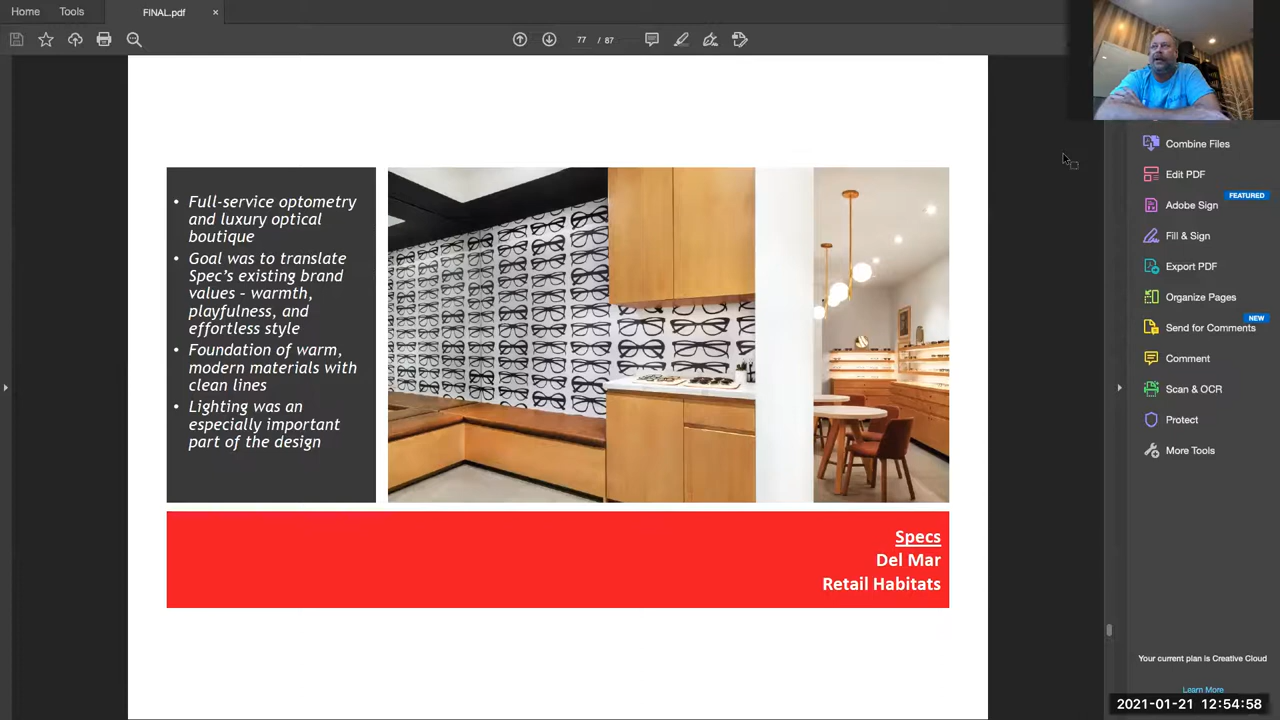 Home
Tools
FINAL.pdf
×
77 / 87
Combine Files
Edit PDF
FEATURED
Adobe Sign
Fill & Sign
Export PDF
Organize Pages
NEW
Send for Comments
Comment
Scan & OCR
Protect
More Tools
• Full-service optometry
and luxury optical
boutique
• Goal was to translate
Spec's existing brand
values - warmth,
playfulness, and
effortless style
• Foundation of warm,
modern materials with
clean lines
• Lighting was an
especially important
part of the design
Specs
Del Mar
Retail Habitats
Your current plan is Creative Cloud
Learn More
2021-01-21 12:54:58